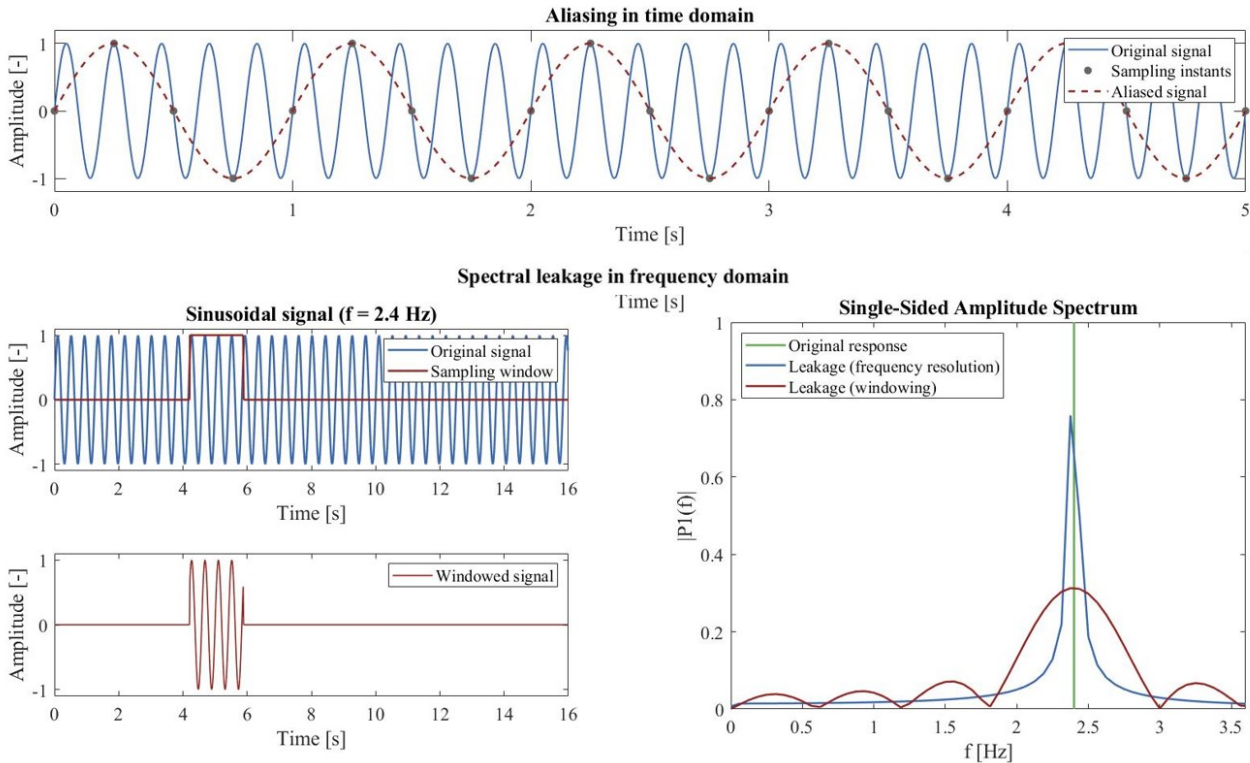 Aliasing in time domain
Amplitude [-]
1
0
-1
Original signal
Sampling instants
Aliased signal
0 1 2 3 4 5
Time [s]
Spectral leakage in frequency domain
Time [s]
Sinusoidal signal (f = 2.4 Hz)
Amplitude [-]
1
0
-1
Original signal
Sampling window
0 2 4 6 8 10 12 14 16
Time [s]
Amplitude [-]
1
0
-1
Windowed signal
0 2 4 6 8 10 12 14 16
Time [s]
Single-Sided Amplitude Spectrum
|P1(f)|
1
0.8
0.6
0.4
0.2
0
Original response
Leakage (frequency resolution)
Leakage (windowing)
0 0.5 1 1.5 2 2.5 3 3.5
f [Hz]